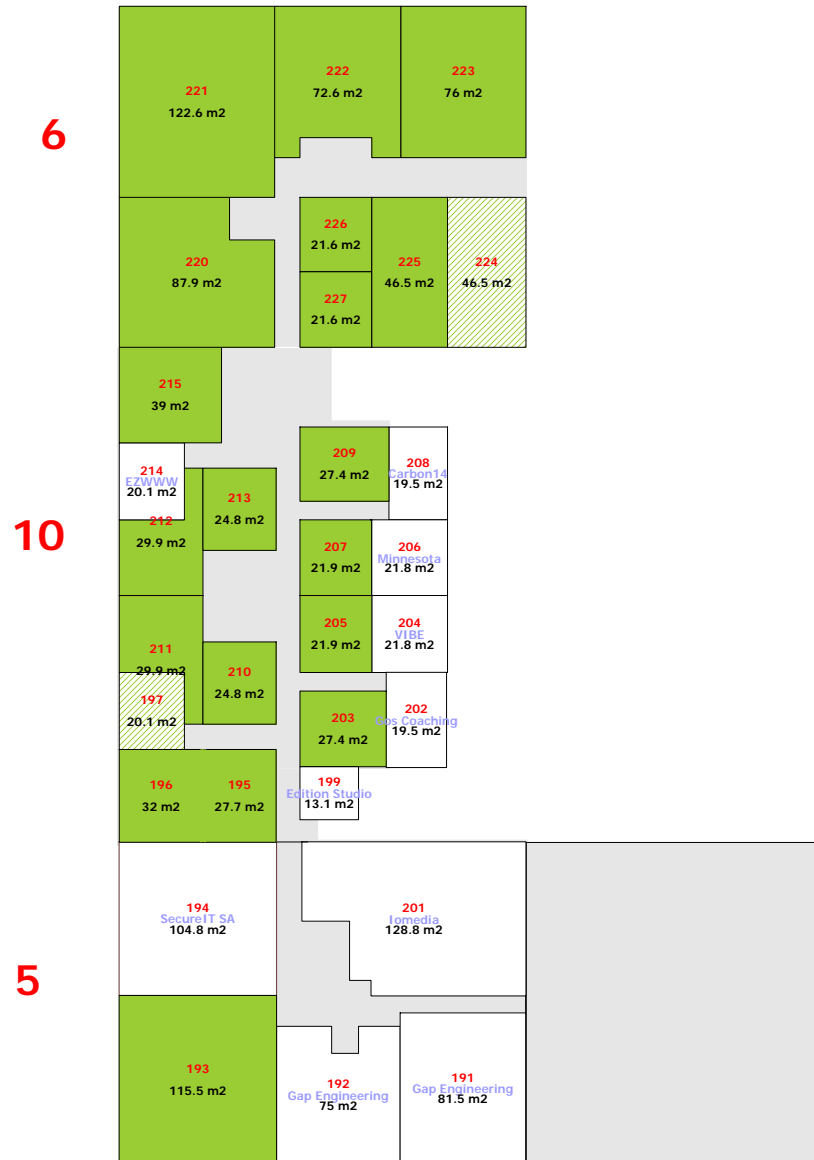 6
221
122.6 m2
222
72.6 m2
223
76 m2
220
87.9 m2
226
21.6 m2
227
21.6 m2
225
46.5 m2
224
46.5 m2
10
215
39 m2
214
EZWWW
20.1 m2
213
24.8 m2
212
29.9 m2
209
27.4 m2
208
Carbon14
19.5 m2
207
21.9 m2
206
Minnesota
21.8 m2
205
21.9 m2
204
VIBE
21.8 m2
211
29.9 m2
210
24.8 m2
197
20.1 m2
203
27.4 m2
202
Gos Coaching
19.5 m2
196
32 m2
195
27.7 m2
199
Edition Studio
13.1 m2
5
194
SecureIT SA
104.8 m2
201
Iomedia
128.8 m2
193
115.5 m2
192
Gap Engineering
75 m2
191
Gap Engineering
81.5 m2